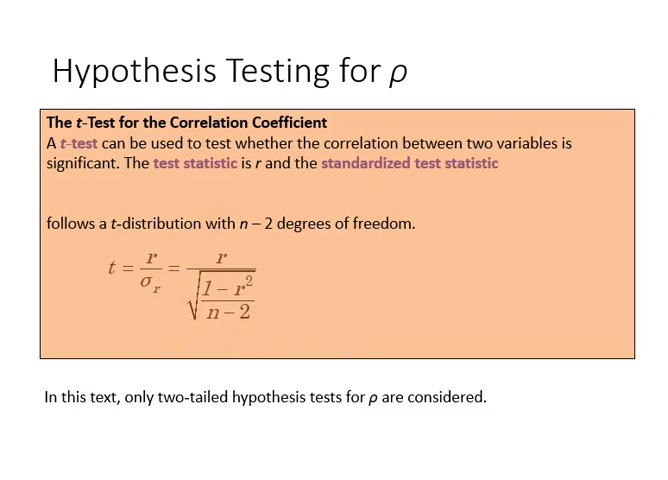 Hypothesis Testing for ρ
The t-Test for the Correlation Coefficient
A t-test can be used to test whether the correlation between two variables is
significant. The test statistic is r and the standardized test statistic
follows a t-distribution with n – 2 degrees of freedom.
t = r/σᵣ = r/√((1 – r²)/(n – 2))
In this text, only two-tailed hypothesis tests for ρ are considered.